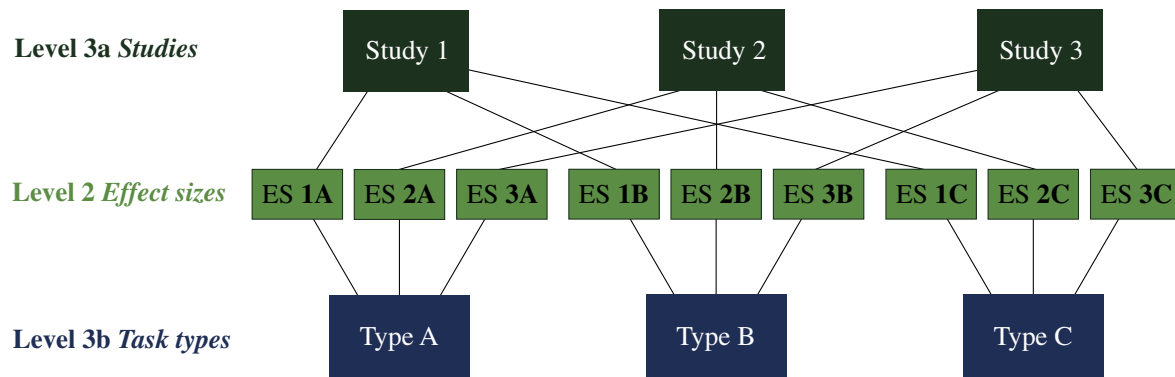 Level 3a Studies
Study 1
Study 2
Study 3
Level 2 Effect sizes
ES 1A
ES 2A
ES 3A
ES 1B
ES 2B
ES 3B
ES 1C
ES 2C
ES 3C
Level 3b Task types
Type A
Type B
Type C